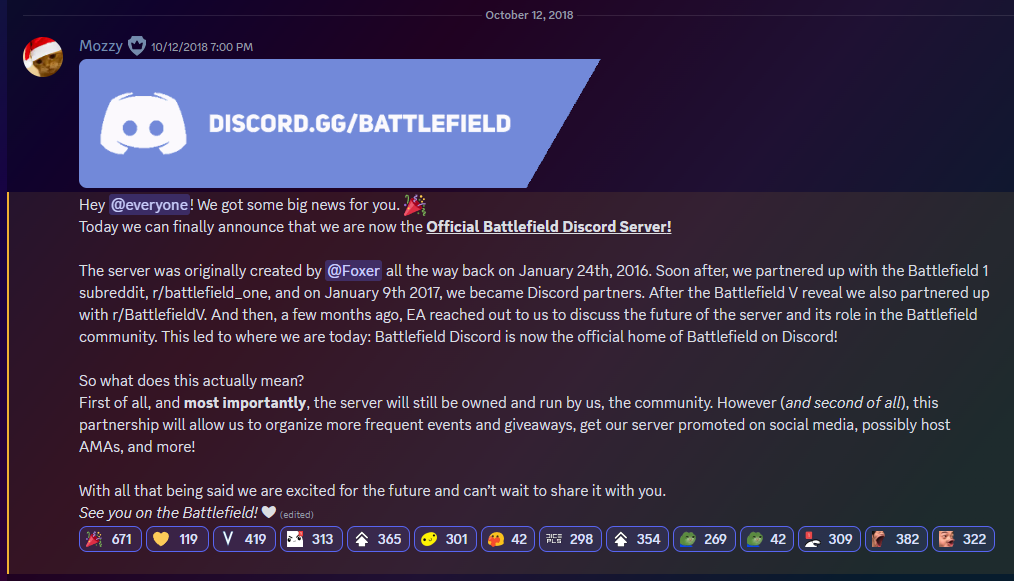 October 12, 2018
Mozzy 10/12/2018 7:00 PM
DISCORD.GG/BATTLEFIELD
Hey @everyone! We got some big news for you. 🎉
Today we can finally announce that we are now the Official Battlefield Discord Server!
The server was originally created by @Foxer all the way back on January 24th, 2016. Soon after, we partnered up with the Battlefield 1
subreddit, r/battlefield_one, and on January 9th 2017, we became Discord partners. After the Battlefield V reveal we also partnered up
with r/BattlefieldV. And then, a few months ago, EA reached out to us to discuss the future of the server and its role in the Battlefield
community. This led to where we are today: Battlefield Discord is now the official home of Battlefield on Discord!
So what does this actually mean?
First of all, and most importantly, the server will still be owned and run by us, the community. However (and second of all), this
partnership will allow us to organize more frequent events and giveaways, get our server promoted on social media, possibly host
AMAs, and more!
With all that being said we are excited for the future and can't wait to share it with you.
See you on the Battlefield! 🤍 (edited)
671 119 V 419 313 365 301 42 DICE PLS 298 354 269 42 309 382 322